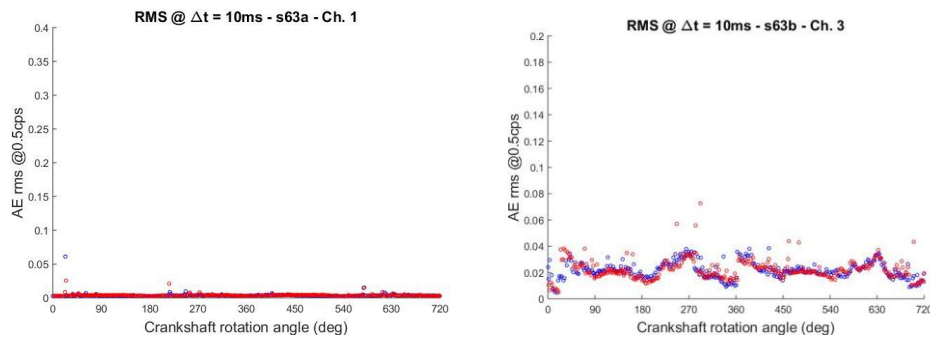 RMS @ Δt = 10ms - s63a - Ch. 1
0.4
0.35
0.3
0.25
0.2
0.15
0.1
0.05
0
AE rms @0.5cps
0 90 180 270 360 450 540 630 720
Crankshaft rotation angle (deg)
RMS @ Δt = 10ms - s63b - Ch. 3
0.2
0.18
0.16
0.14
0.12
0.1
0.08
0.06
0.04
0.02
0
AE rms @0.5cps
0 90 180 270 360 450 540 630 720
Crankshaft rotation angle (deg)